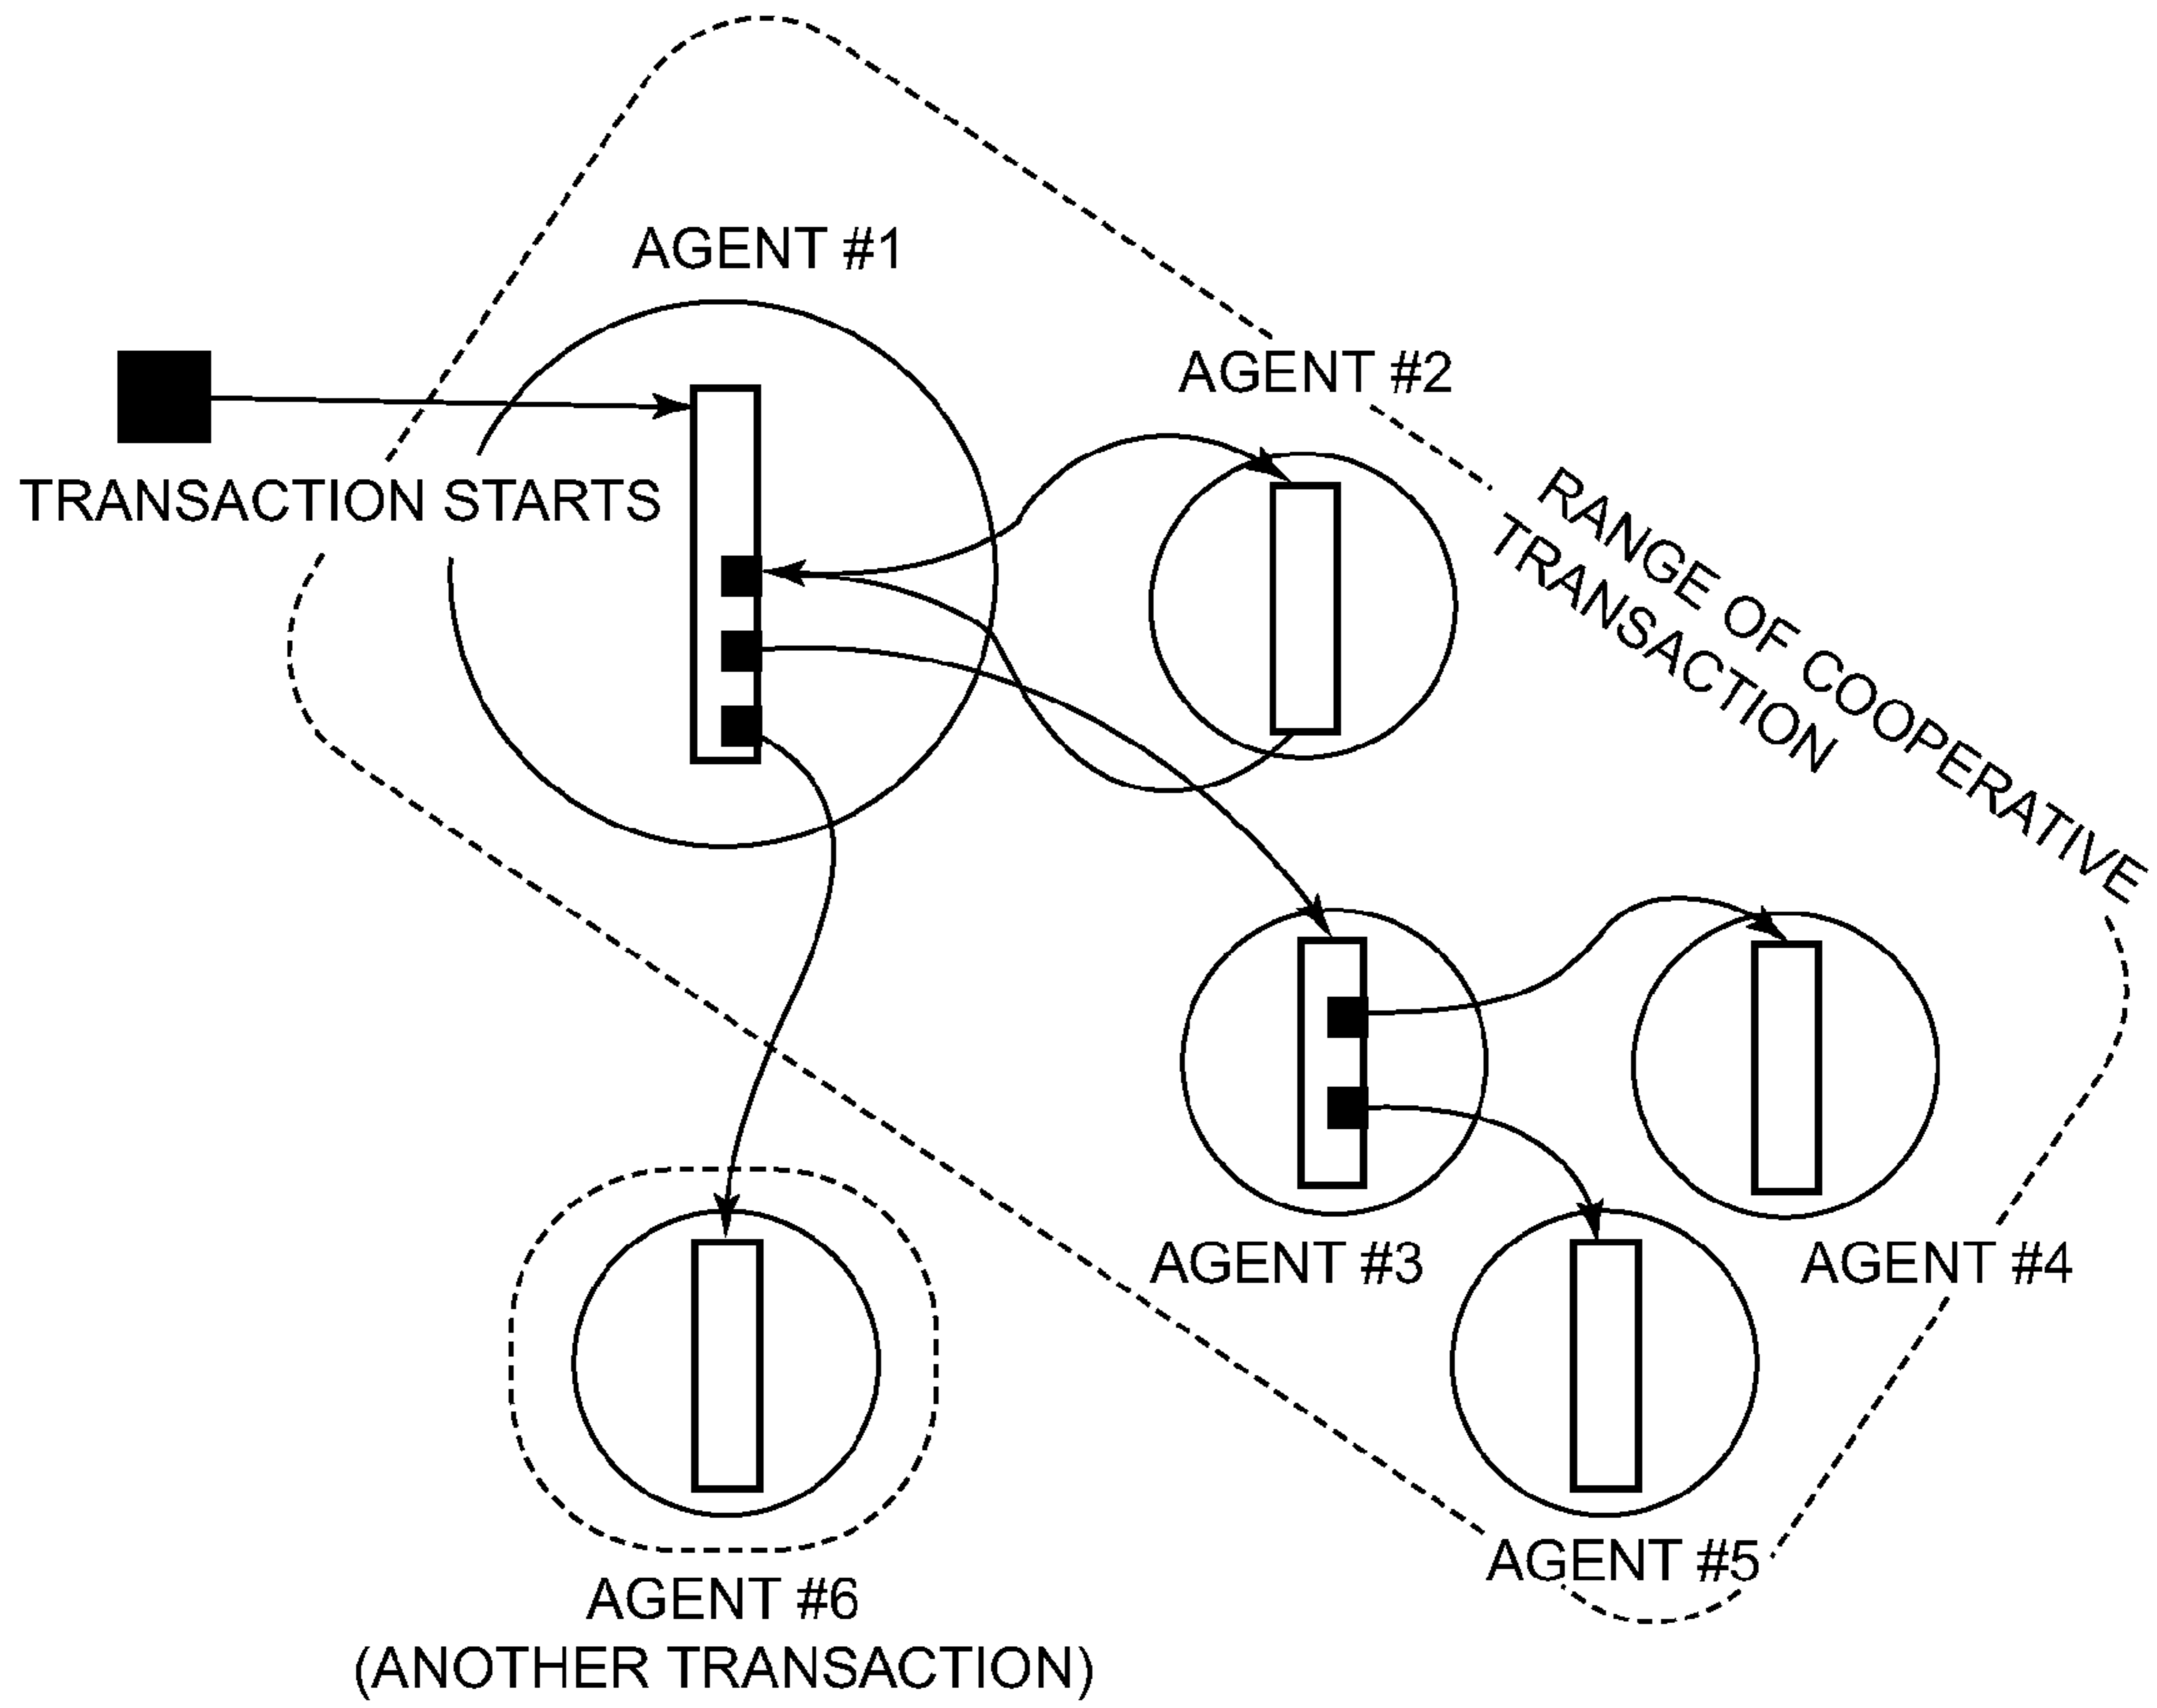 AGENT #1
AGENT #2
TRANSACTION STARTS
RANGE OF COOPERATIVE
TRANSACTION
AGENT #3
AGENT #4
AGENT #5
AGENT #6
(ANOTHER TRANSACTION)